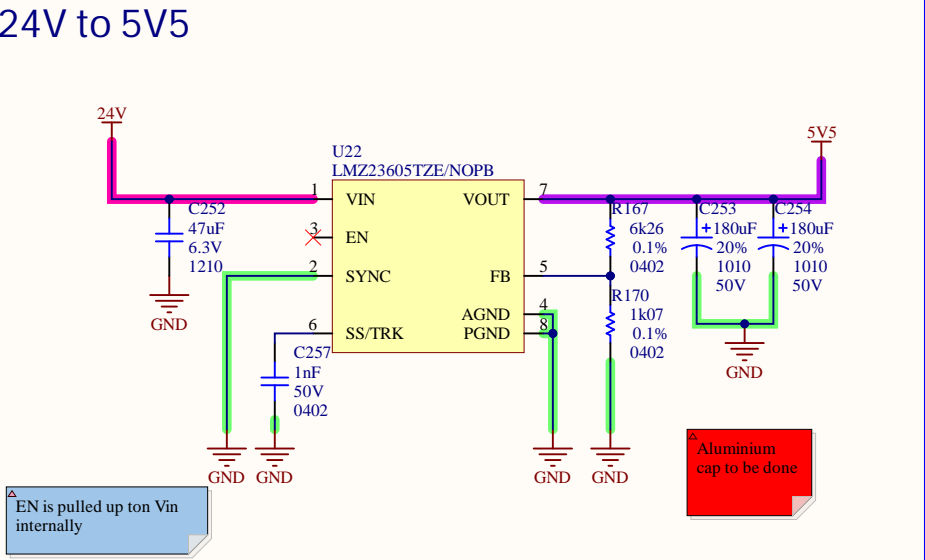 24V to 5V5
24V
5V5
U22
LMZ23605TZE/NOPB
1
VIN
VOUT
7
C252
47uF
6.3V
1210
GND
3
EN
2
SYNC
FB
5
6
SS/TRK
AGND
4
PGND
8
R167
6k26
0.1%
0402
R170
1k07
0.1%
0402
C253
+180uF
20%
1010
50V
C254
+180uF
20%
1010
50V
GND
C257
1nF
50V
0402
GND
GND
GND
GND
EN is pulled up ton Vin
internally
Aluminium
cap to be done